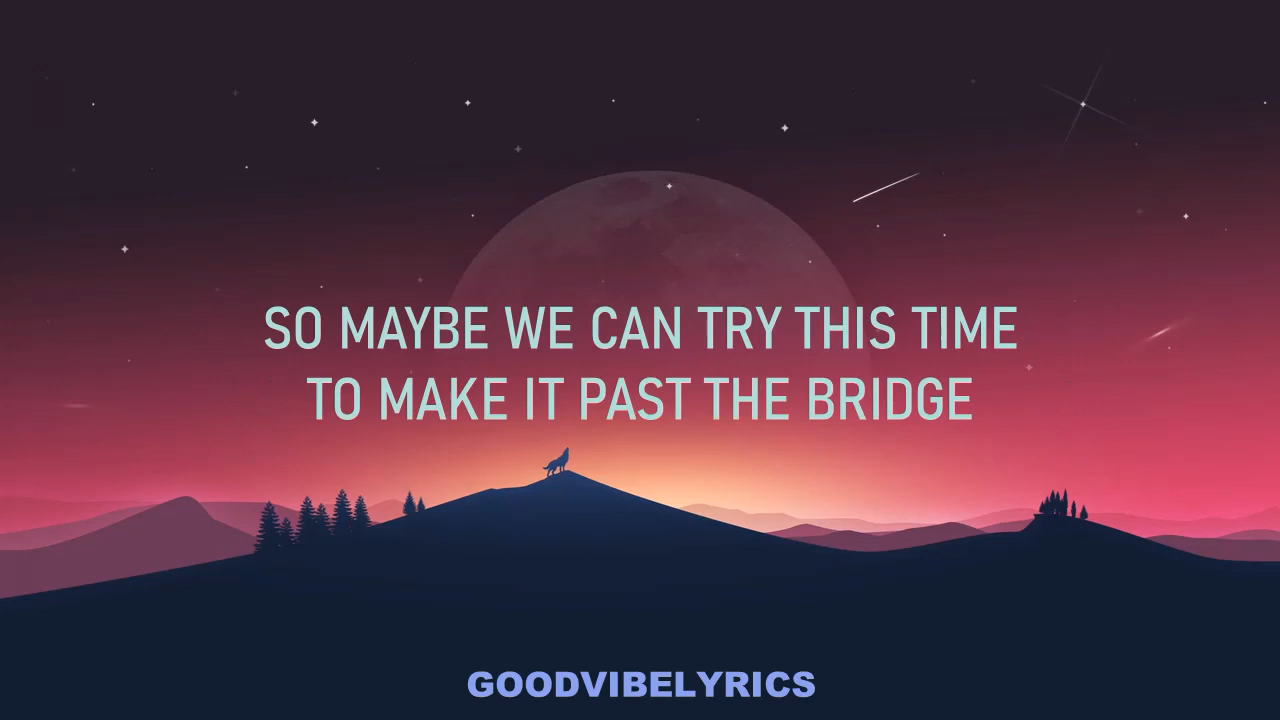 SO MAYBE WE CAN TRY THIS TIME
TO MAKE IT PAST THE BRIDGE
GOODVIBELYRICS